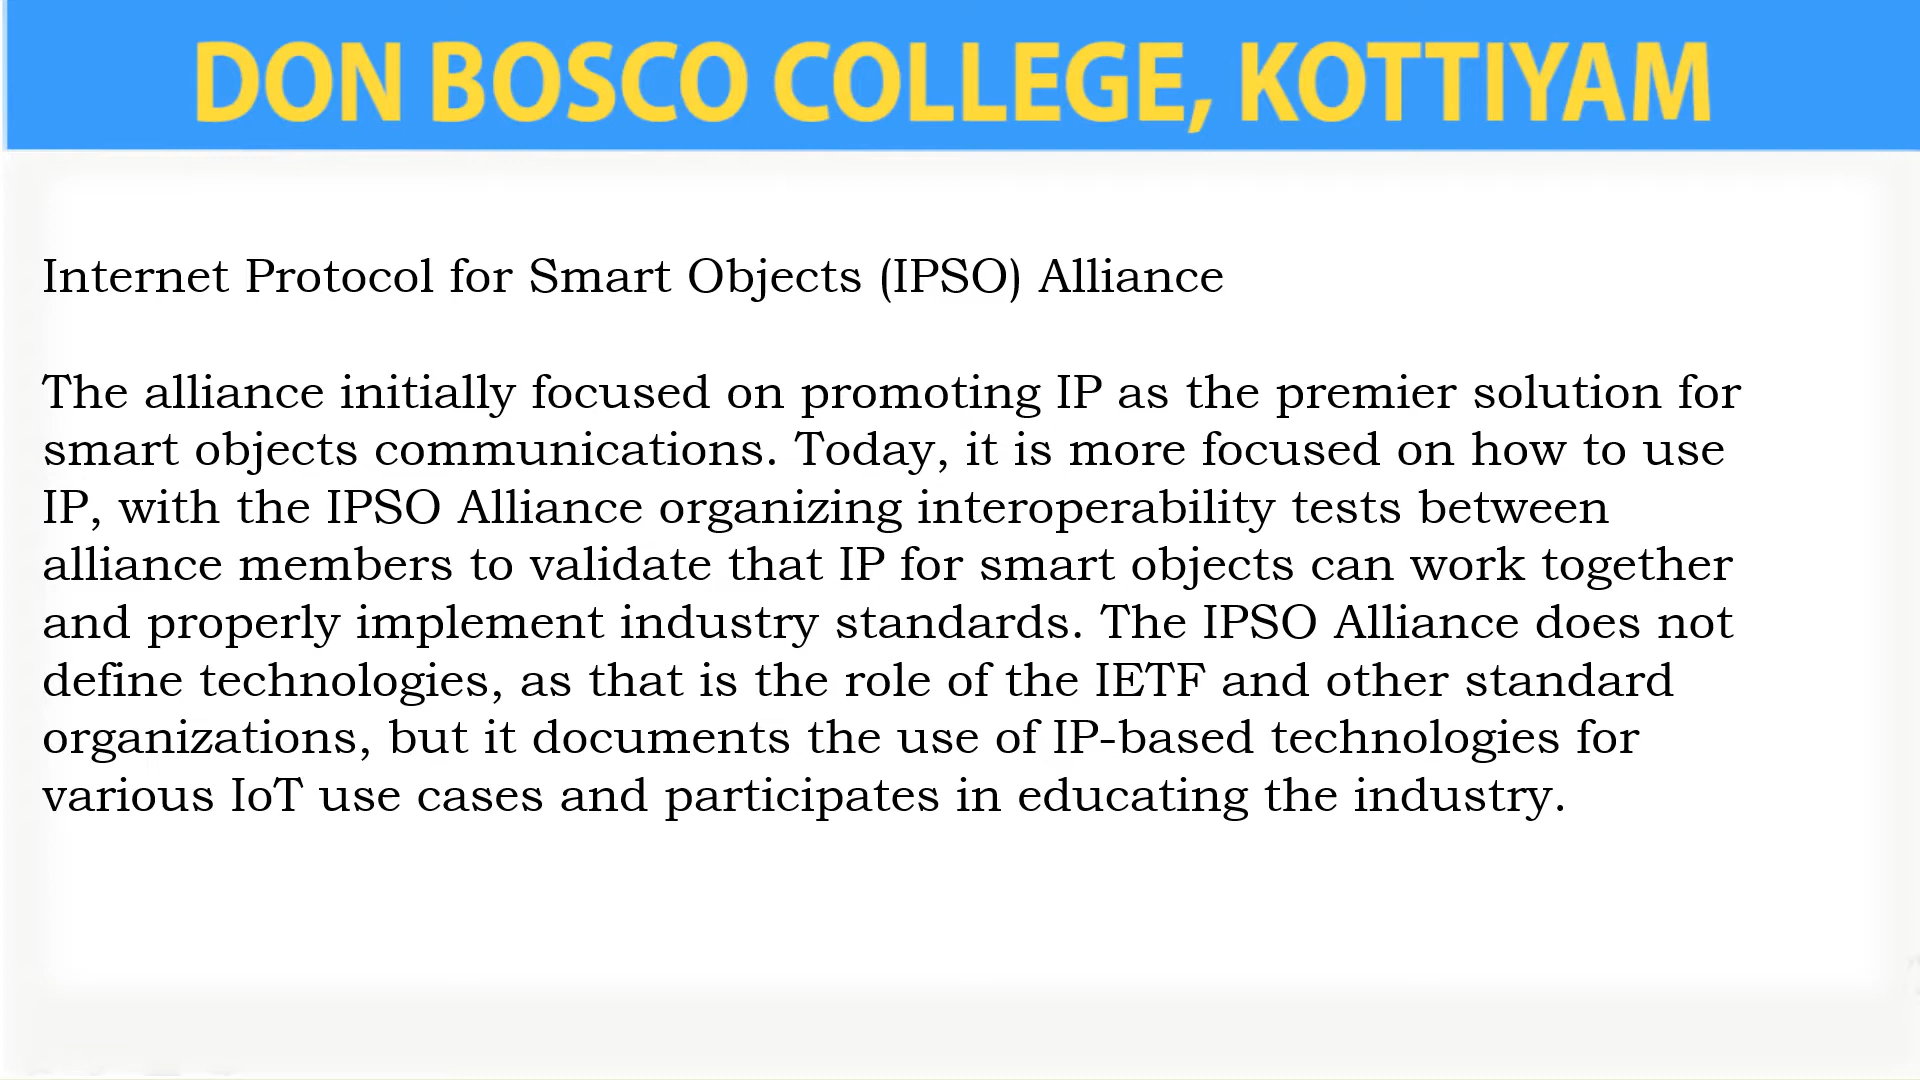 DON BOSCO COLLEGE, KOTTIYAM
Internet Protocol for Smart Objects (IPSO) Alliance
The alliance initially focused on promoting IP as the premier solution for
smart objects communications. Today, it is more focused on how to use
IP, with the IPSO Alliance organizing interoperability tests between
alliance members to validate that IP for smart objects can work together
and properly implement industry standards. The IPSO Alliance does not
define technologies, as that is the role of the IETF and other standard
organizations, but it documents the use of IP-based technologies for
various IoT use cases and participates in educating the industry.